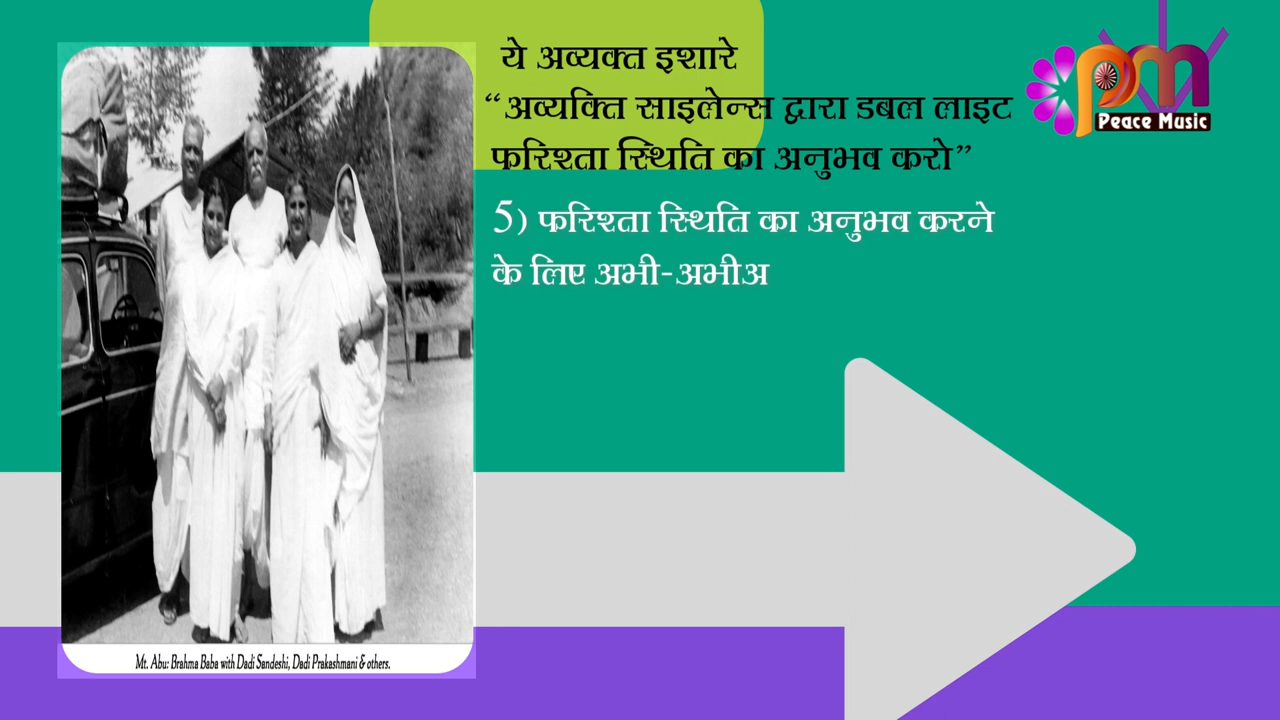 ये अव्यक्त इशारे
“अव्यक्ति साइलेन्स द्वारा डबल लाइट
फरिश्ता स्थिति का अनुभव करो”
5) फरिश्ता स्थिति का अनुभव करने
के लिए अभी-अभीअ
pm
Peace Music
Mt. Abu: Brahma Baba with Dadi Sandeshi, Dadi Prakashmani & others.